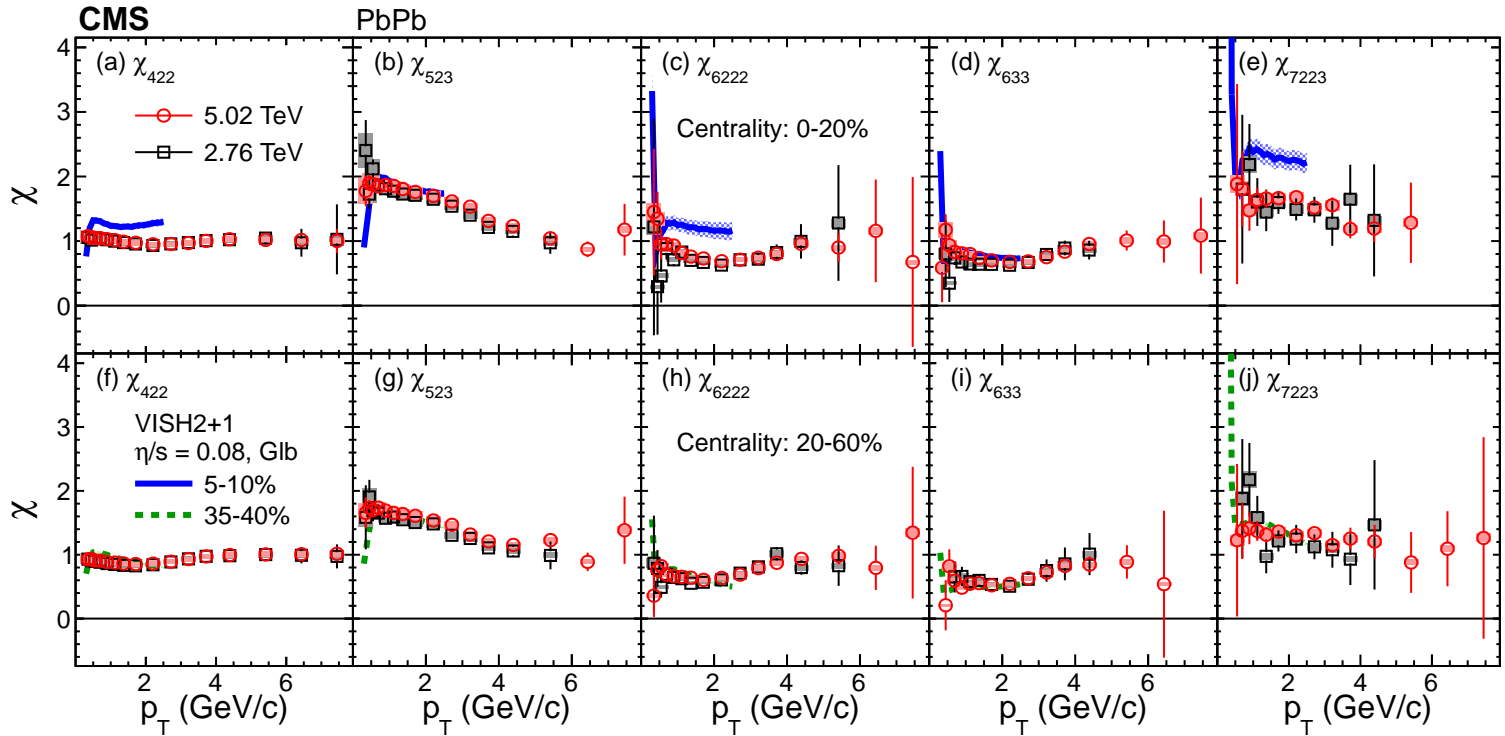 CMS PbPb
(a) χ422 (b) χ523 (c) χ6222 (d) χ633 (e) χ7223
5.02 TeV
2.76 TeV
Centrality: 0-20%
χ
4
3
2
1
0
(f) χ422 (g) χ523 (h) χ6222 (i) χ633 (j) χ7223
VISH2+1
η/s = 0.08, Glb
5-10%
35-40%
Centrality: 20-60%
χ
4
3
2
1
0
2 4 6 2 4 6 2 4 6 2 4 6 2 4 6
pT (GeV/c) pT (GeV/c) pT (GeV/c) pT (GeV/c) pT (GeV/c)